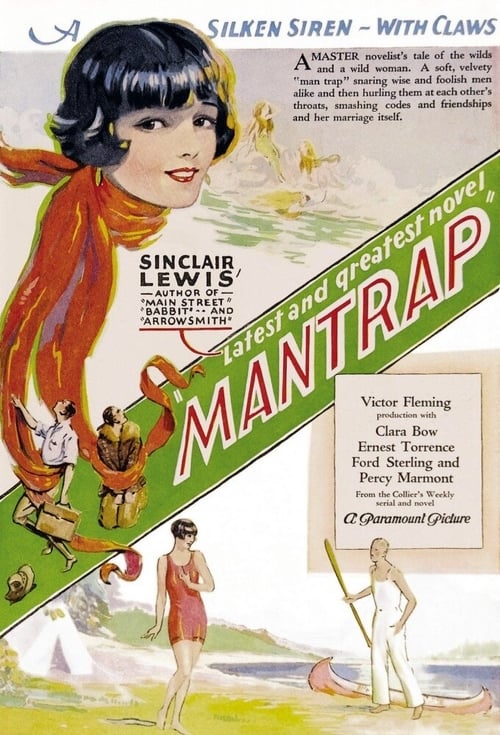 A SILKEN SIREN ~ WITH CLAWS
A MASTER novelist's tale of the wilds
and a wild woman. A soft, velvety
"man trap" snaring wise and foolish men
alike and then hurling them at each other's
throats, smashing codes and friendships
and her marriage itself.
SINCLAIR
LEWIS'
AUTHOR OF
"MAIN STREET"
"BABBIT" -- AND
"ARROWSMITH"
Latest and greatest novel
"MANTRAP"
Victor Fleming
production with
Clara Bow
Ernest Torrence
Ford Sterling and
Percy Marmont
From the Collier's Weekly
serial and novel
A Paramount Picture